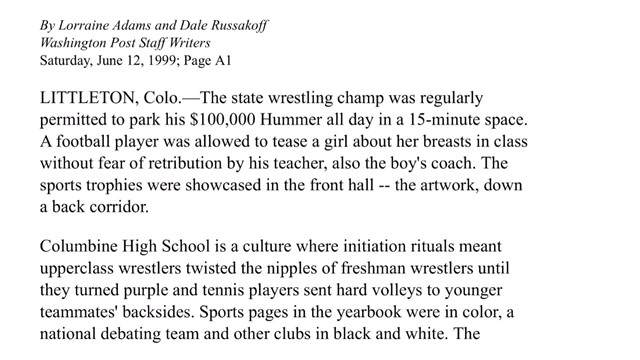 By Lorraine Adams and Dale Russakoff
Washington Post Staff Writers
Saturday, June 12, 1999; Page A1
LITTLETON, Colo.—The state wrestling champ was regularly
permitted to park his $100,000 Hummer all day in a 15-minute space.
A football player was allowed to tease a girl about her breasts in class
without fear of retribution by his teacher, also the boy's coach. The
sports trophies were showcased in the front hall -- the artwork, down
a back corridor.
Columbine High School is a culture where initiation rituals meant
upperclass wrestlers twisted the nipples of freshman wrestlers until
they turned purple and tennis players sent hard volleys to younger
teammates' backsides. Sports pages in the yearbook were in color, a
national debating team and other clubs in black and white. The